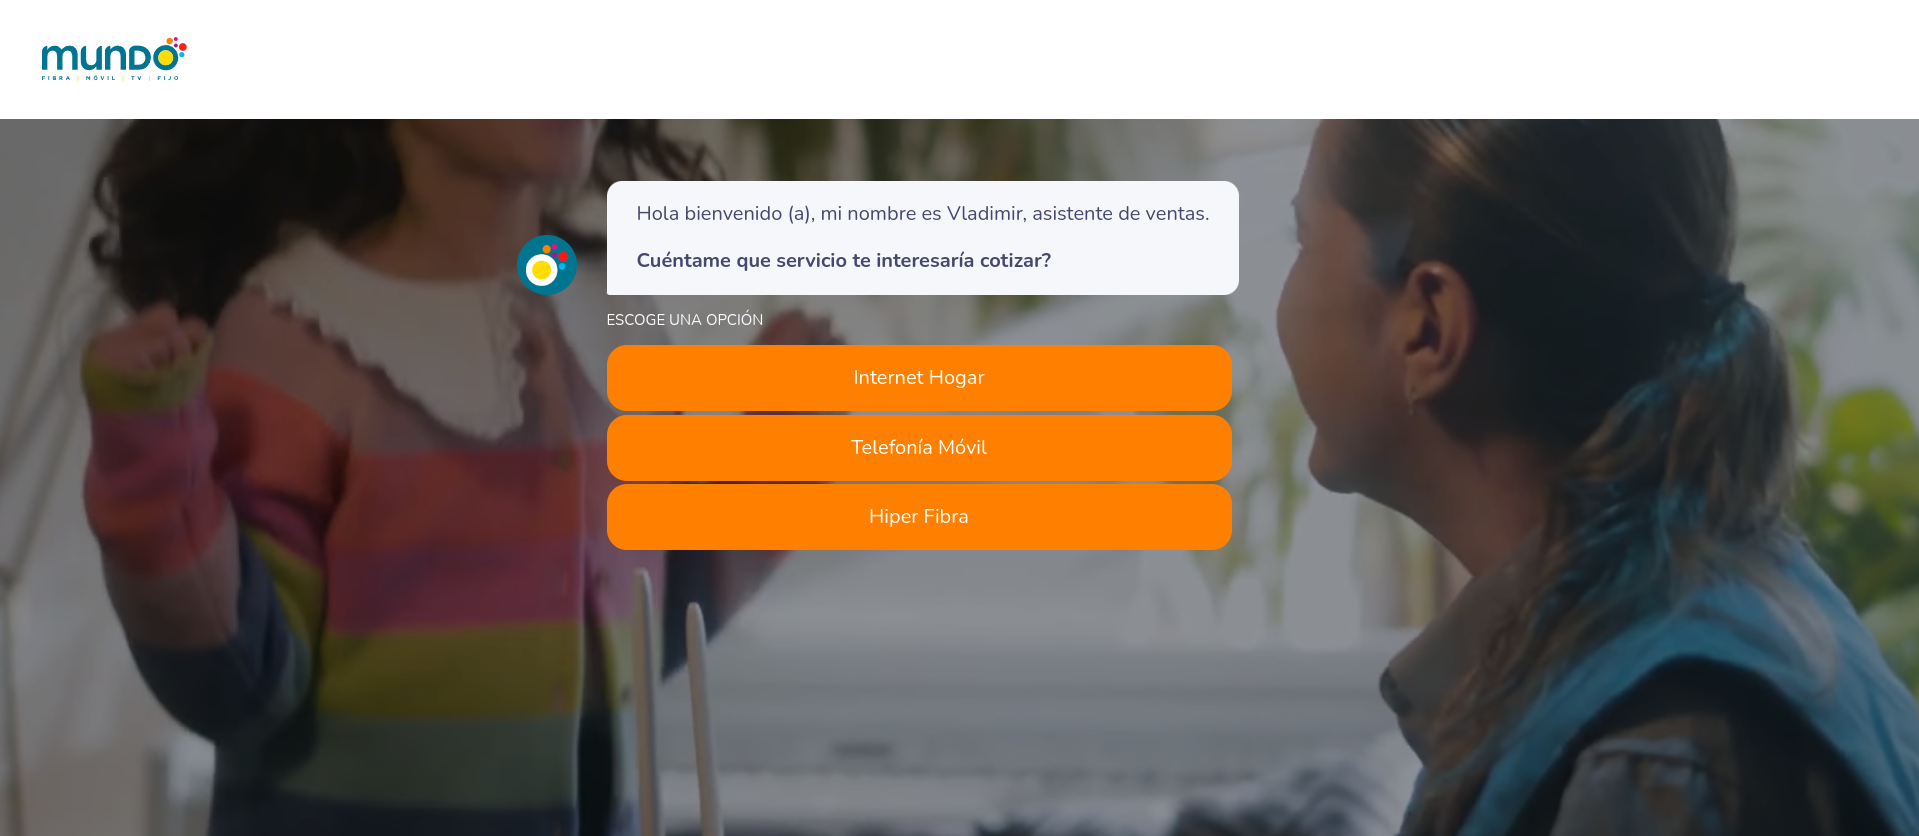 mundo
FIBRA | MÓVIL | TV | FIJO
Hola bienvenido (a), mi nombre es Vladimir, asistente de ventas.
Cuéntame que servicio te interesaría cotizar?
ESCOGE UNA OPCIÓN
Internet Hogar
Telefonía Móvil
Hiper Fibra